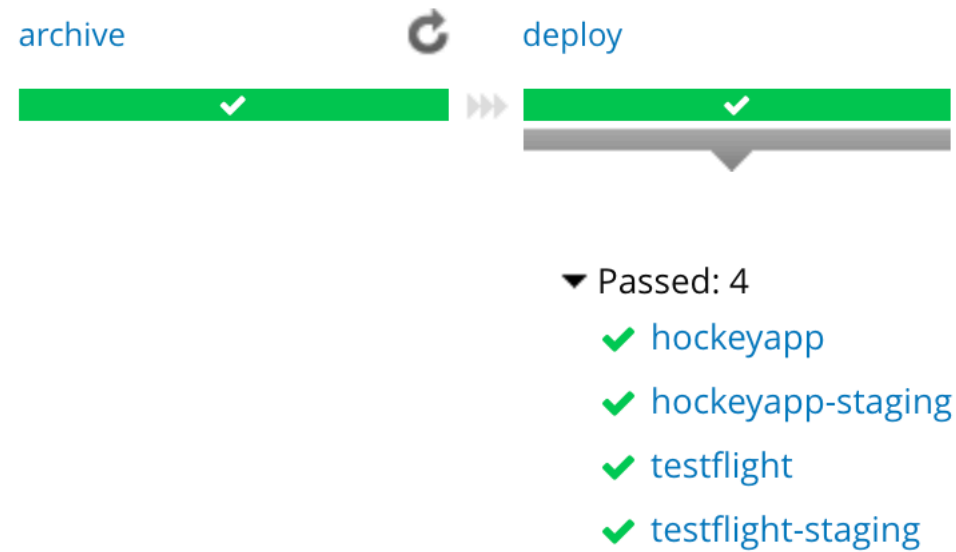 archive
deploy
Passed: 4
hockeyapp
hockeyapp-staging
testflight
testflight-staging